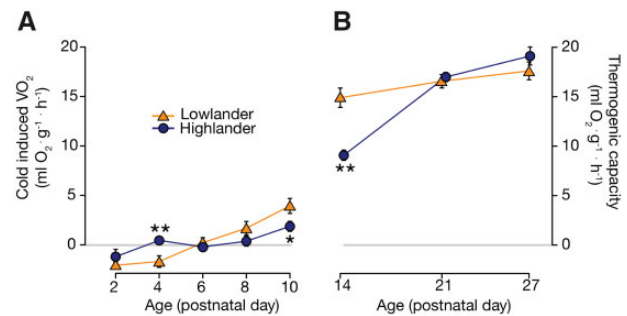 A
B
Cold induced VO₂
(ml O₂·g⁻¹·h⁻¹)
20
15
10
5
0
Lowlander
Highlander
**
*
2 4 6 8 10
Age (postnatal day)
**
14 21 27
Age (postnatal day)
20
15
10
5
0
Thermogenic capacity
(ml O₂·g⁻¹·h⁻¹)